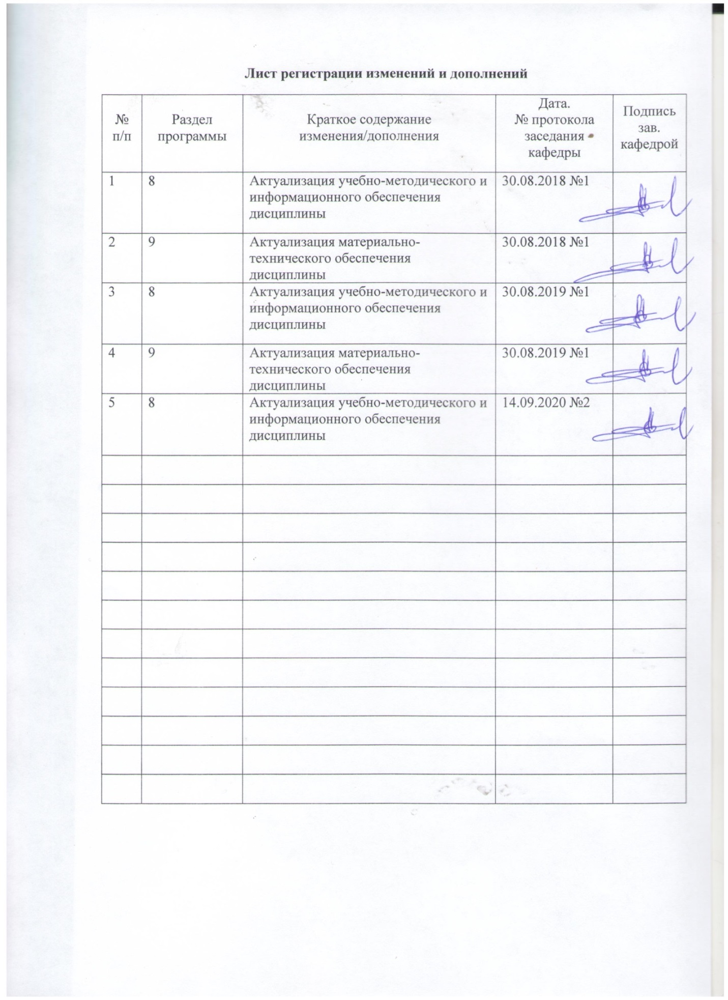 Лист регистрации изменений и дополнений
№ п/п
Раздел программы
Краткое содержание изменения/дополнения
Дата. № протокола заседания кафедры
Подпись зав. кафедрой
1
8
Актуализация учебно-методического и
информационного обеспечения
дисциплины
30.08.2018 №1
2
9
Актуализация материально-
технического обеспечения
дисциплины
30.08.2018 №1
3
8
Актуализация учебно-методического и
информационного обеспечения
дисциплины
30.08.2019 №1
4
9
Актуализация материально-
технического обеспечения
дисциплины
30.08.2019 №1
5
8
Актуализация учебно-методического и
информационного обеспечения
дисциплины
14.09.2020 №2